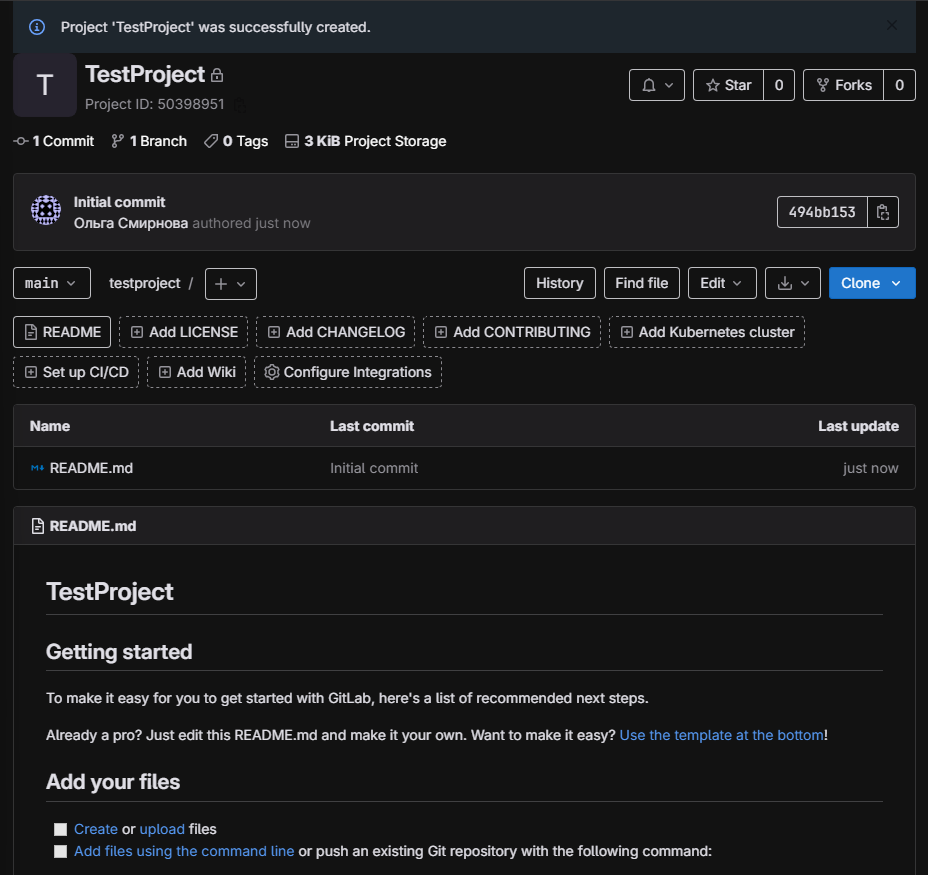 Project 'TestProject' was successfully created.
T
TestProject
Project ID: 50398951
Star 0
Forks 0
1 Commit 1 Branch 0 Tags 3 KiB Project Storage
Initial commit
Ольга Смирнова authored just now
494bb153
main testproject / + History Find file Edit Clone
README Add LICENSE Add CHANGELOG Add CONTRIBUTING Add Kubernetes cluster
Set up CI/CD Add Wiki Configure Integrations
Name Last commit Last update
README.md Initial commit just now
README.md
TestProject
Getting started
To make it easy for you to get started with GitLab, here's a list of recommended next steps.
Already a pro? Just edit this README.md and make it your own. Want to make it easy? Use the template at the bottom!
Add your files
Create or upload files
Add files using the command line or push an existing Git repository with the following command: